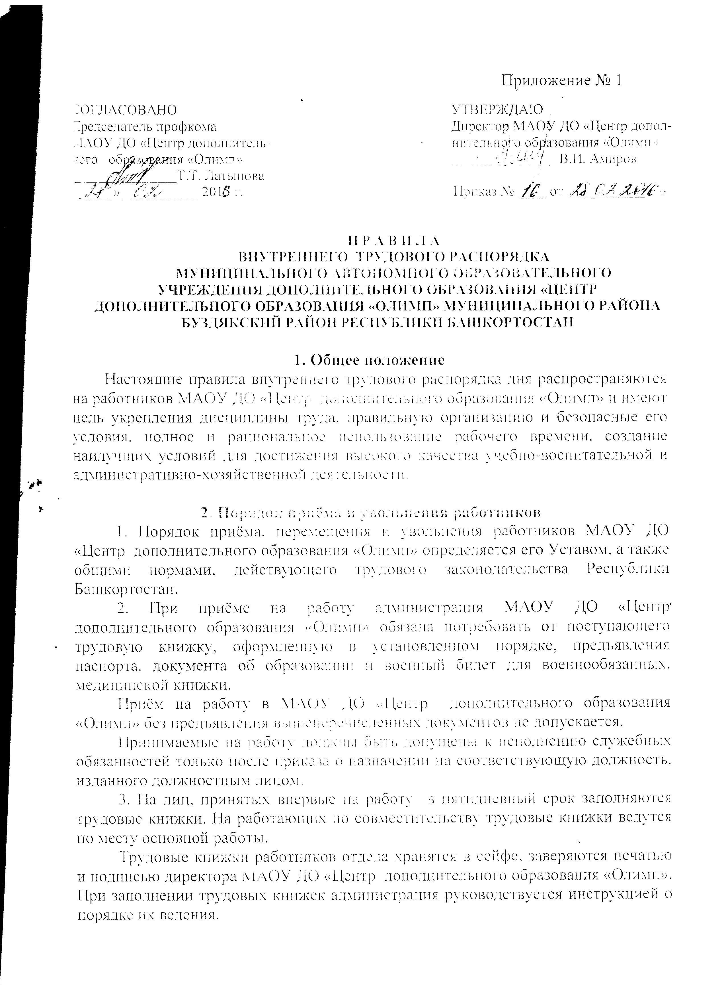 Приложение № 1
СОГЛАСОВАНО
Председатель профкома
МАОУ ДО «Центр дополнитель-
ного образования «Олимп»
Т.Т. Латыпова
2016 г.
УТВЕРЖДАЮ
Директор МАОУ ДО «Центр допол-
нительного образования «Олимп»
В.И. Амиров
Приказ № 16 от 28 07 2016
П Р А В И Л А
ВНУТРЕННЕГО ТРУДОВОГО РАСПОРЯДКА
МУНИЦИПАЛЬНОГО АВТОНОМНОГО ОБРАЗОВАТЕЛЬНОГО
УЧРЕЖДЕНИЯ ДОПОЛНИТЕЛЬНОГО ОБРАЗОВАНИЯ «ЦЕНТР
ДОПОЛНИТЕЛЬНОГО ОБРАЗОВАНИЯ «ОЛИМП» МУНИЦИПАЛЬНОГО РАЙОНА
БУЗДЯКСКИЙ РАЙОН РЕСПУБЛИКИ БАШКОРТОСТАН
1. Общее положение
Настоящие правила внутреннего трудового распорядка дня распространяются
на работников МАОУ ДО «Центр дополнительного образования «Олимп» и имеют
цель укрепления дисциплины труда, правильную организацию и безопасные его
условия, полное и рациональное использование рабочего времени, создание
наилучших условий для достижения высокого качества учебно-воспитательной и
административно-хозяйственной деятельности.
2. Порядок приёма и увольнения работников
1. Порядок приёма, перемещения и увольнения работников МАОУ ДО
«Центр дополнительного образования «Олимп» определяется его Уставом, а также
общими нормами, действующего трудового законодательства Республики
Башкортостан.
2. При приёме на работу администрация МАОУ ДО «Центр
дополнительного образования «Олимп» обязана потребовать от поступающего
трудовую книжку, оформленную в установленном порядке, предъявления
паспорта, документа об образовании и военный билет для военнообязанных,
медицинской книжки.
Приём на работу в МАОУ ДО «Центр дополнительного образования
«Олимп» без предъявления вышеперечисленных документов не допускается.
Принимаемые на работу должны быть допущены к исполнению служебных
обязанностей только после приказа о назначении на соответствующую должность,
изданного должностным лицом.
3. На лиц, принятых впервые на работу в пятидневный срок заполняются
трудовые книжки. На работающих по совместительству трудовые книжки ведутся
по месту основной работы.
Трудовые книжки работников отдела хранятся в сейфе, заверяются печатью
и подписью директора МАОУ ДО «Центр дополнительного образования «Олимп».
При заполнении трудовых книжек администрация руководствуется инструкцией о
порядке их ведения.